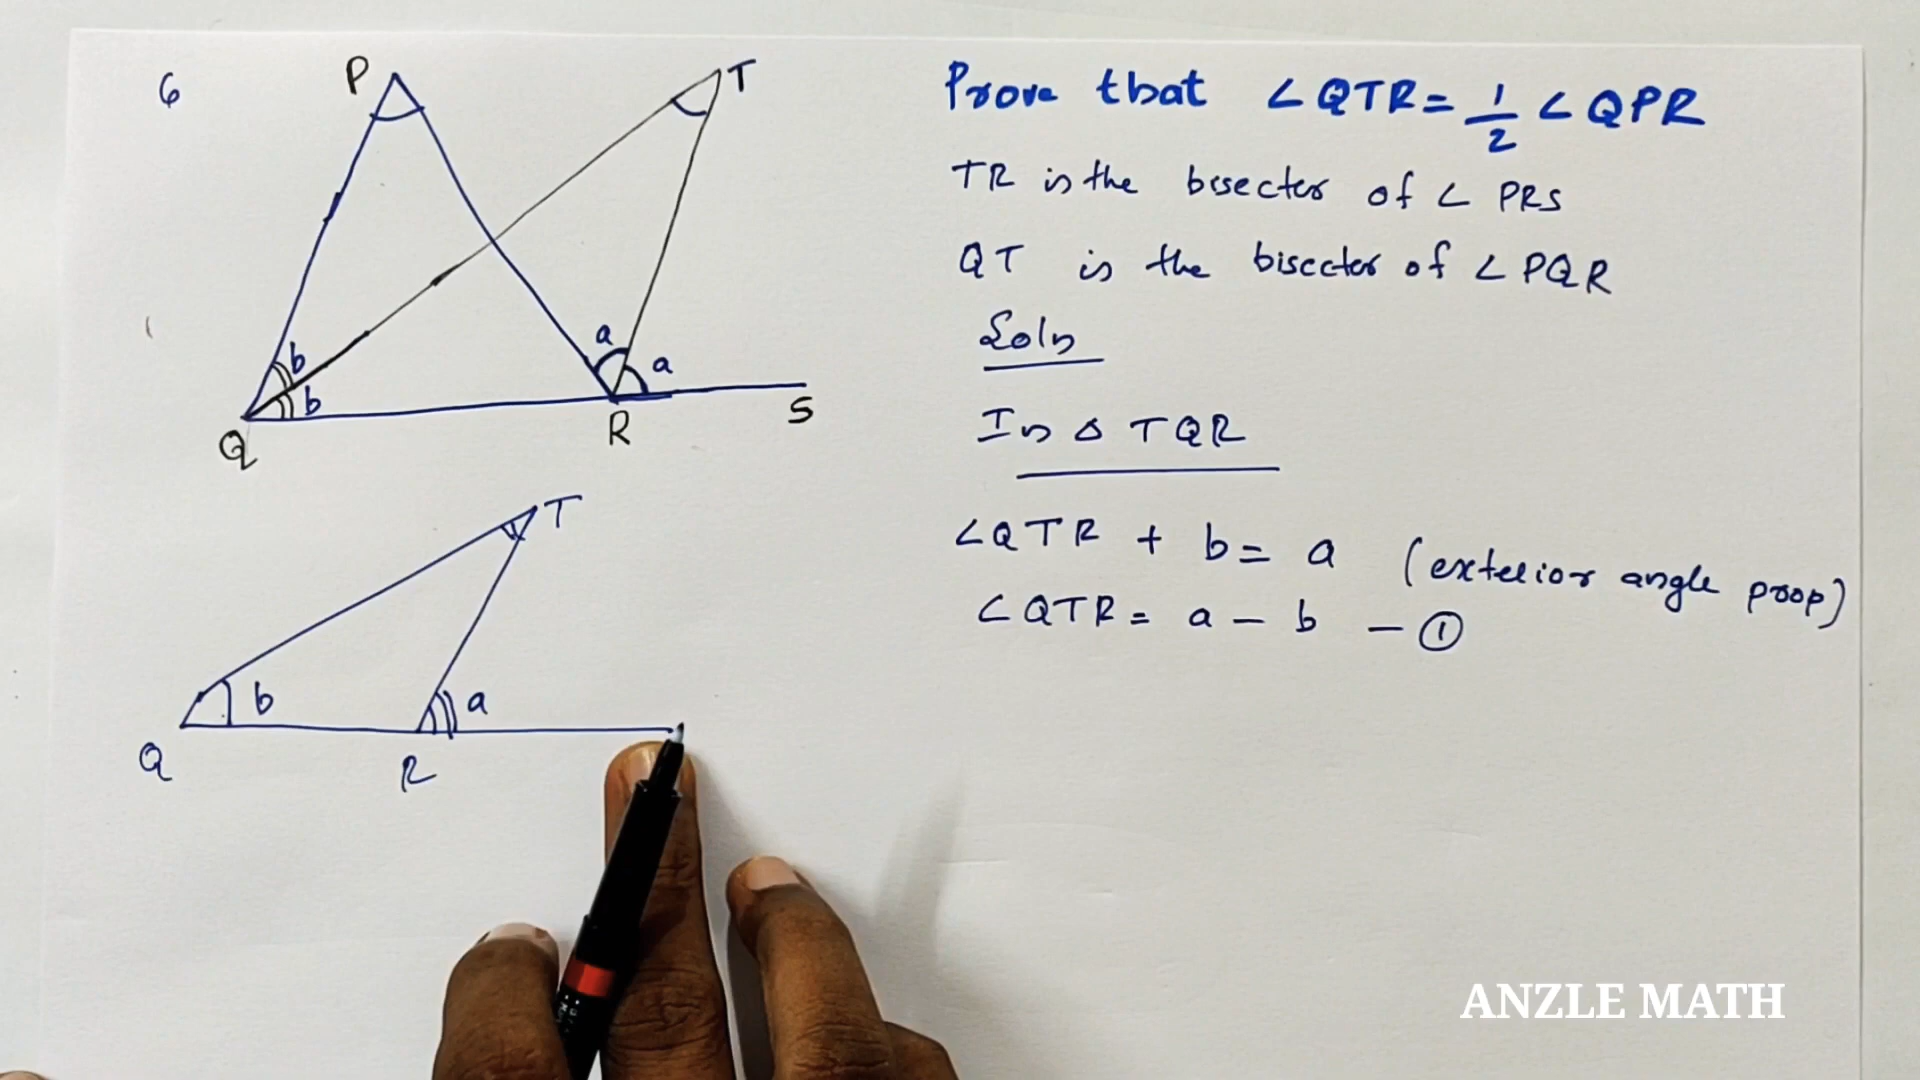 6
P
T
b
b
a
a
Q
R
S
T
b
a
Q
R
Prove that ∠QTR = 1/2 ∠QPR
TR is the bisector of ∠ PRS
QT is the bisector of ∠ PQR
Soln
In Δ TQR
∠QTR + b = a (exterior angle prop)
∠QTR = a - b - ①
ANZLE MATH